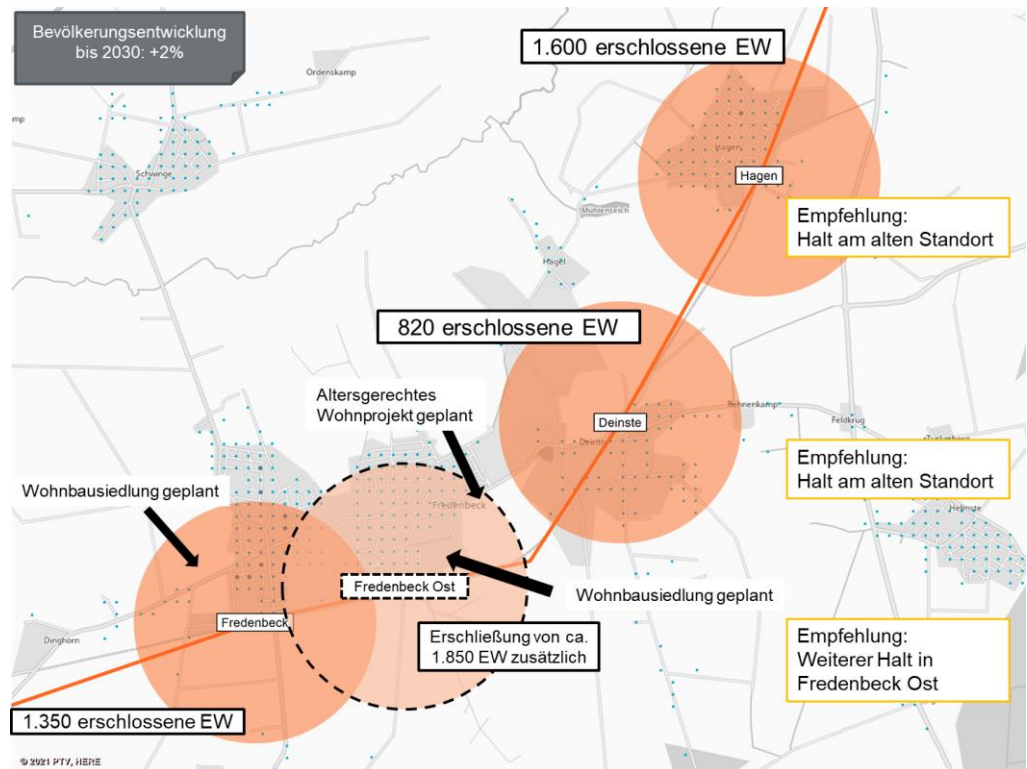 Bevölkerungsentwicklung
bis 2030: +2%
1.600 erschlossene EW
Ordenskamp
Schwinge
Hagen
Hagen
Mühlenteich
Empfehlung:
Halt am alten Standort
Hagel
820 erschlossene EW
Altersgerechtes
Wohnprojekt geplant
Rehnenkamp
Deinste
Feldkrug
Empfehlung:
Halt am alten Standort
Wohnbausiedlung geplant
Fredenbeck
Helmste
Fredenbeck Ost
Wohnbausiedlung geplant
Fredenbeck
Dinghorn
Erschließung von ca.
1.850 EW zusätzlich
Empfehlung:
Weiterer Halt in
Fredenbeck Ost
1.350 erschlossene EW
© 2021 PTV, HERE